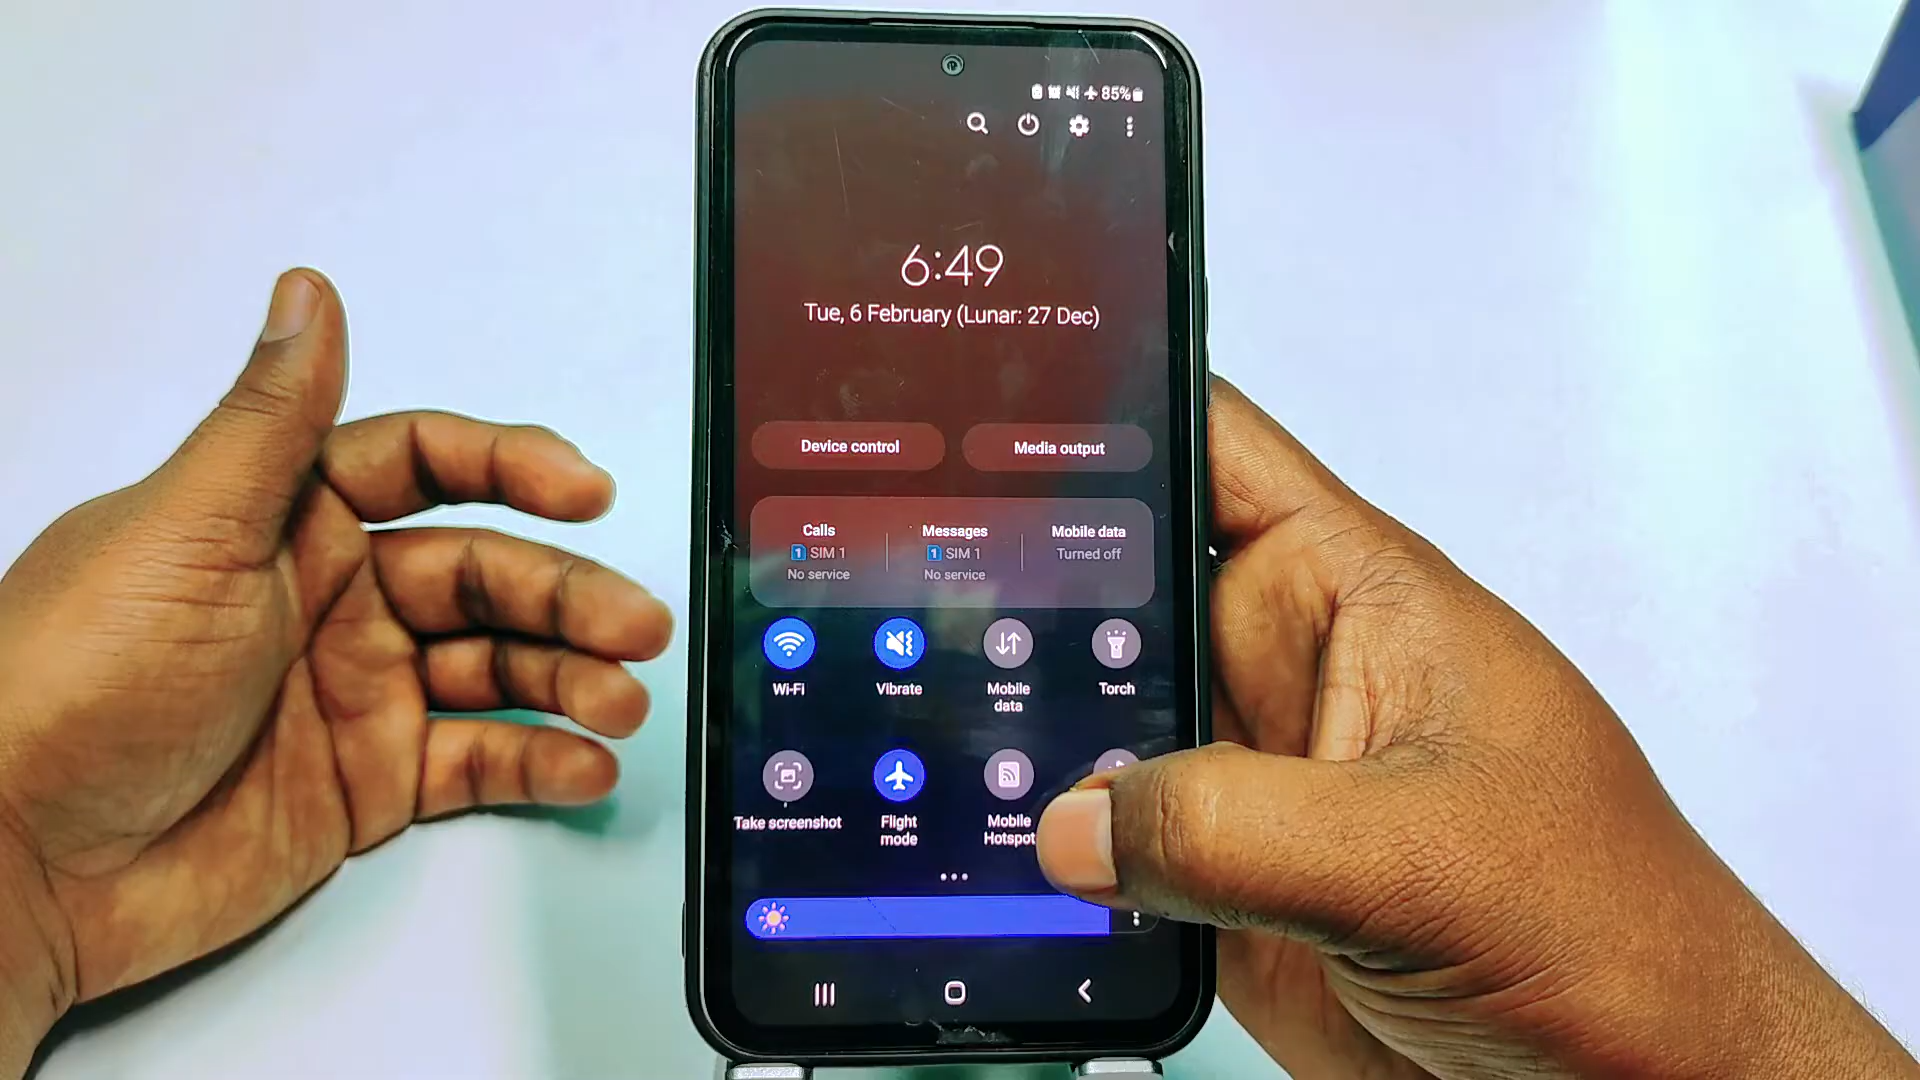 85%
6:49
Tue, 6 February (Lunar: 27 Dec)
Device control
Media output
Calls
1 SIM 1
No service
Messages
1 SIM 1
No service
Mobile data
Turned off
Wi-Fi
Vibrate
Mobile
data
Torch
Take screenshot
Flight
mode
Mobile
Hotspot